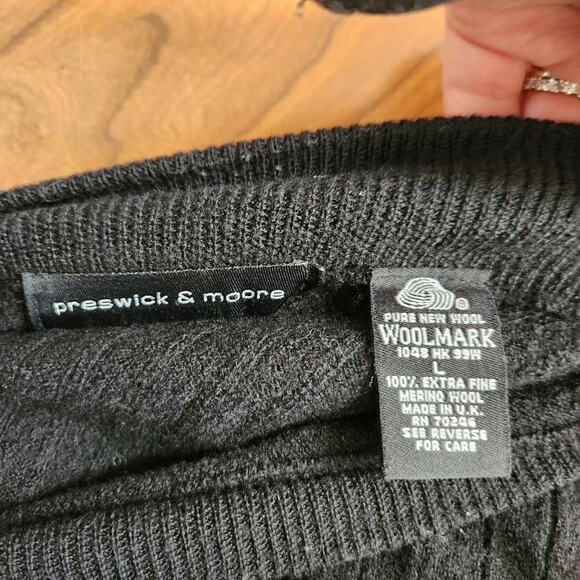 preswick & moore
PURE NEW WOOL
WOOLMARK
1048 HK 99W
L
100% EXTRA FINE
MERINO WOOL
MADE IN U.K.
RN 70246
SEE REVERSE
FOR CARE